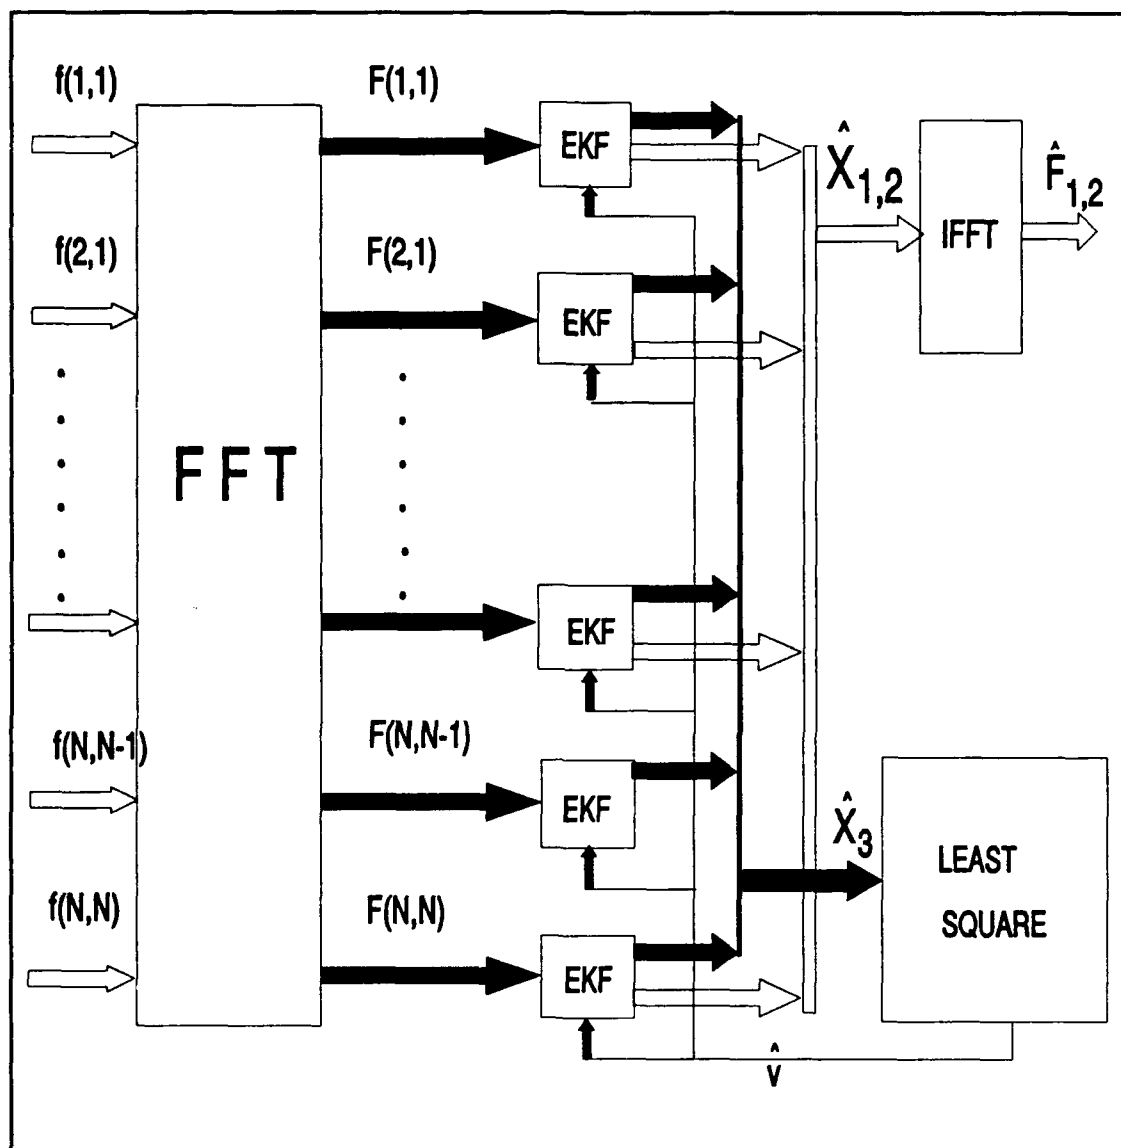 f(1,1)
F(1,1)
EKF
X̂1,2
F̂1,2
IFFT
f(2,1)
F(2,1)
EKF
FFT
EKF
f(N,N-1)
F(N,N-1)
EKF
X̂3
LEAST
SQUARE
f(N,N)
F(N,N)
EKF
v̂